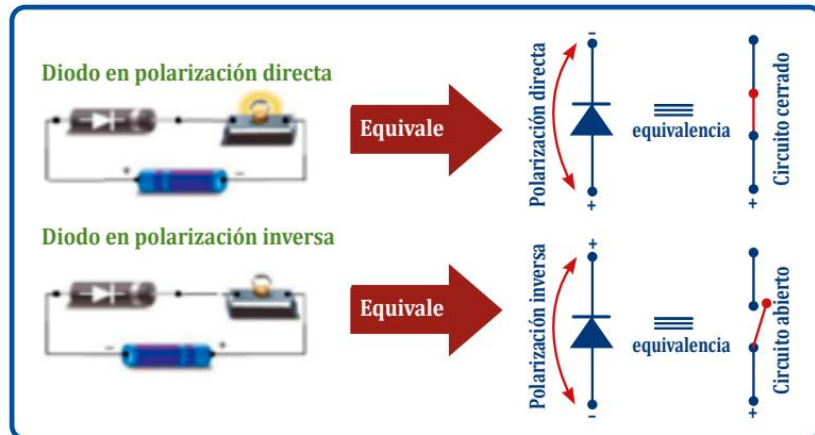 Diodo en polarización directa
+
-
Equivale
Polarización directa
-
+
equivalencia
Circuito cerrado
+
Diodo en polarización inversa
-
+
Equivale
Polarización inversa
+
-
equivalencia
Circuito abierto
+